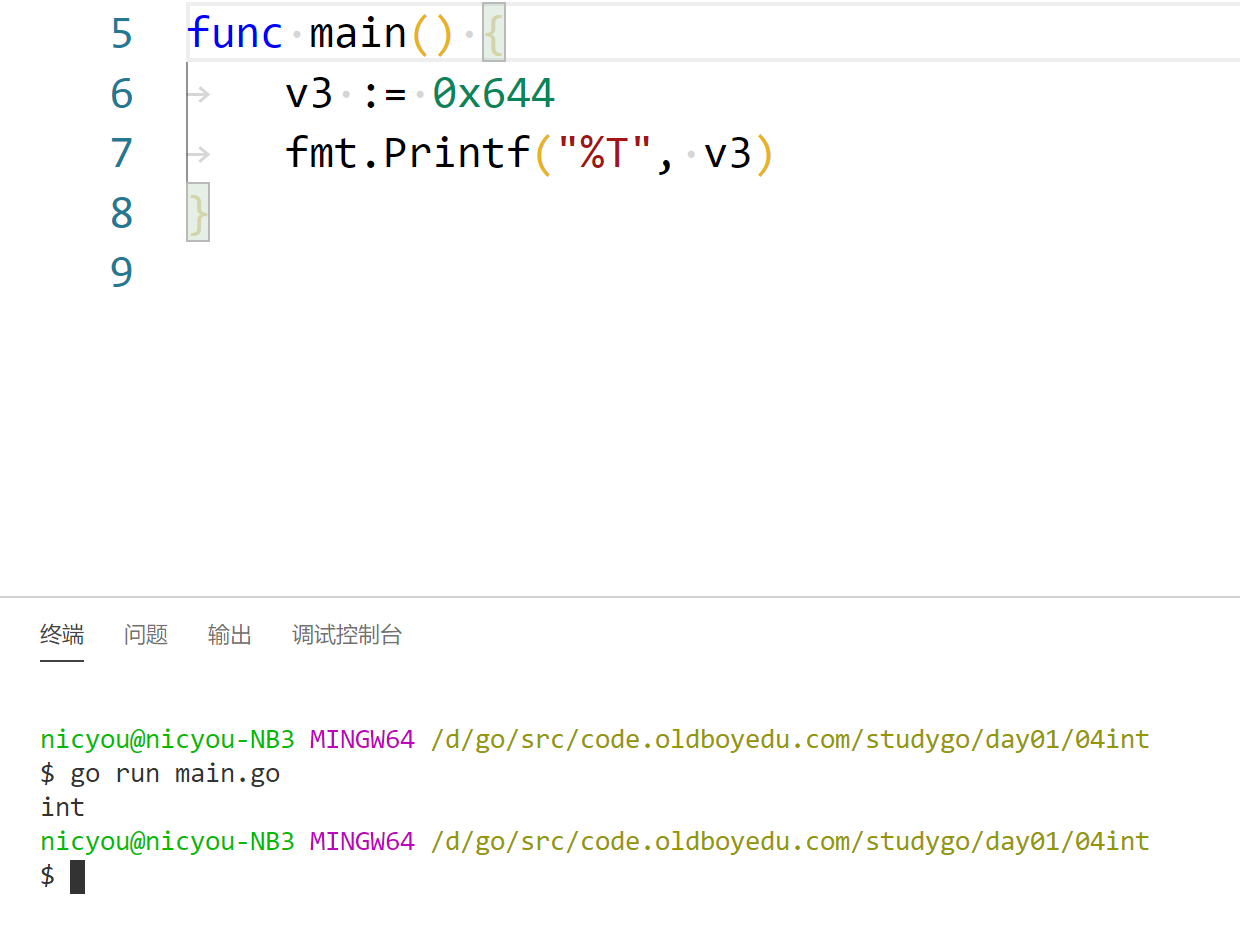 5 func main() {
6 v3 := 0x644
7 fmt.Printf("%T", v3)
8 }
9
终端 问题 输出 调试控制台
nicyou@nicyou-NB3 MINGW64 /d/go/src/code.oldboyedu.com/studygo/day01/04int
$ go run main.go
int
nicyou@nicyou-NB3 MINGW64 /d/go/src/code.oldboyedu.com/studygo/day01/04int
$